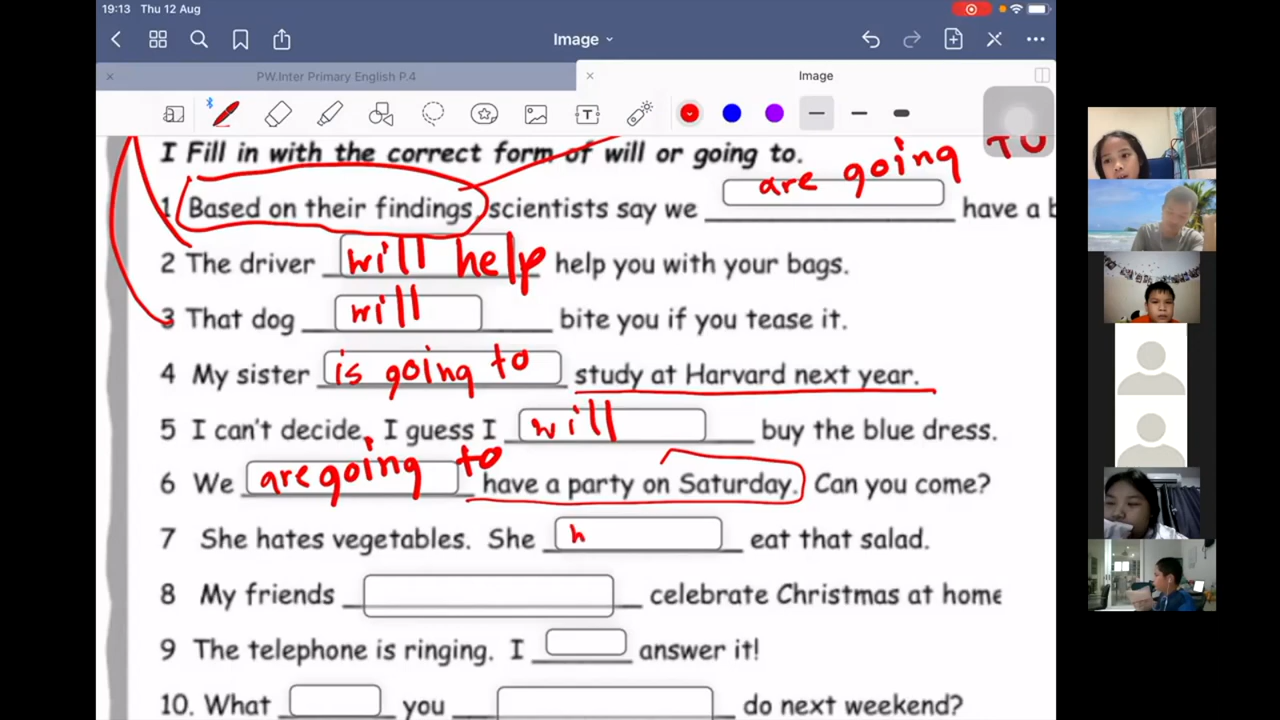 19:13 Thu 12 Aug
Image
PW.Inter Primary English P.4
Image
I Fill in with the correct form of will or going to.
1 Based on their findings, scientists say we are going to have a b
2 The driver will help help you with your bags.
3 That dog will bite you if you tease it.
4 My sister is going to study at Harvard next year.
5 I can't decide, I guess I will buy the blue dress.
6 We are going to have a party on Saturday. Can you come?
7 She hates vegetables. She eat that salad.
8 My friends celebrate Christmas at home
9 The telephone is ringing. I answer it!
10. What you do next weekend?